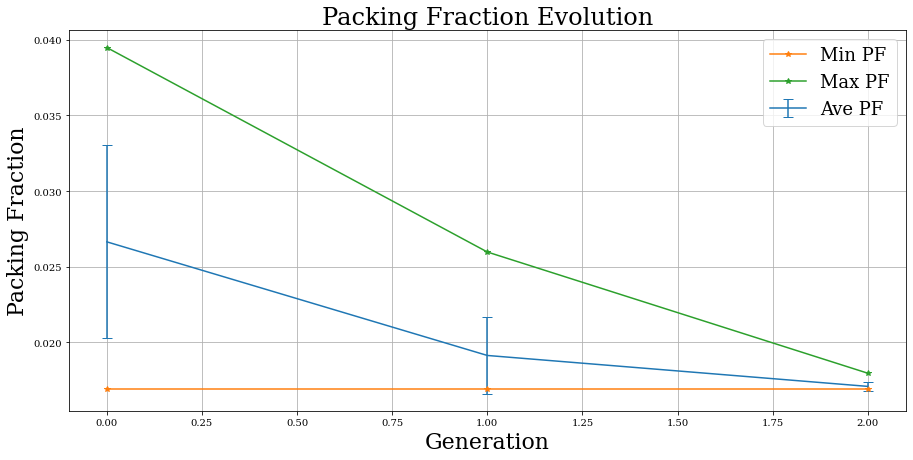 Packing Fraction Evolution
Min PF
Max PF
Ave PF
Packing Fraction
0.040
0.035
0.030
0.025
0.020
0.00 0.25 0.50 0.75 1.00 1.25 1.50 1.75 2.00
Generation